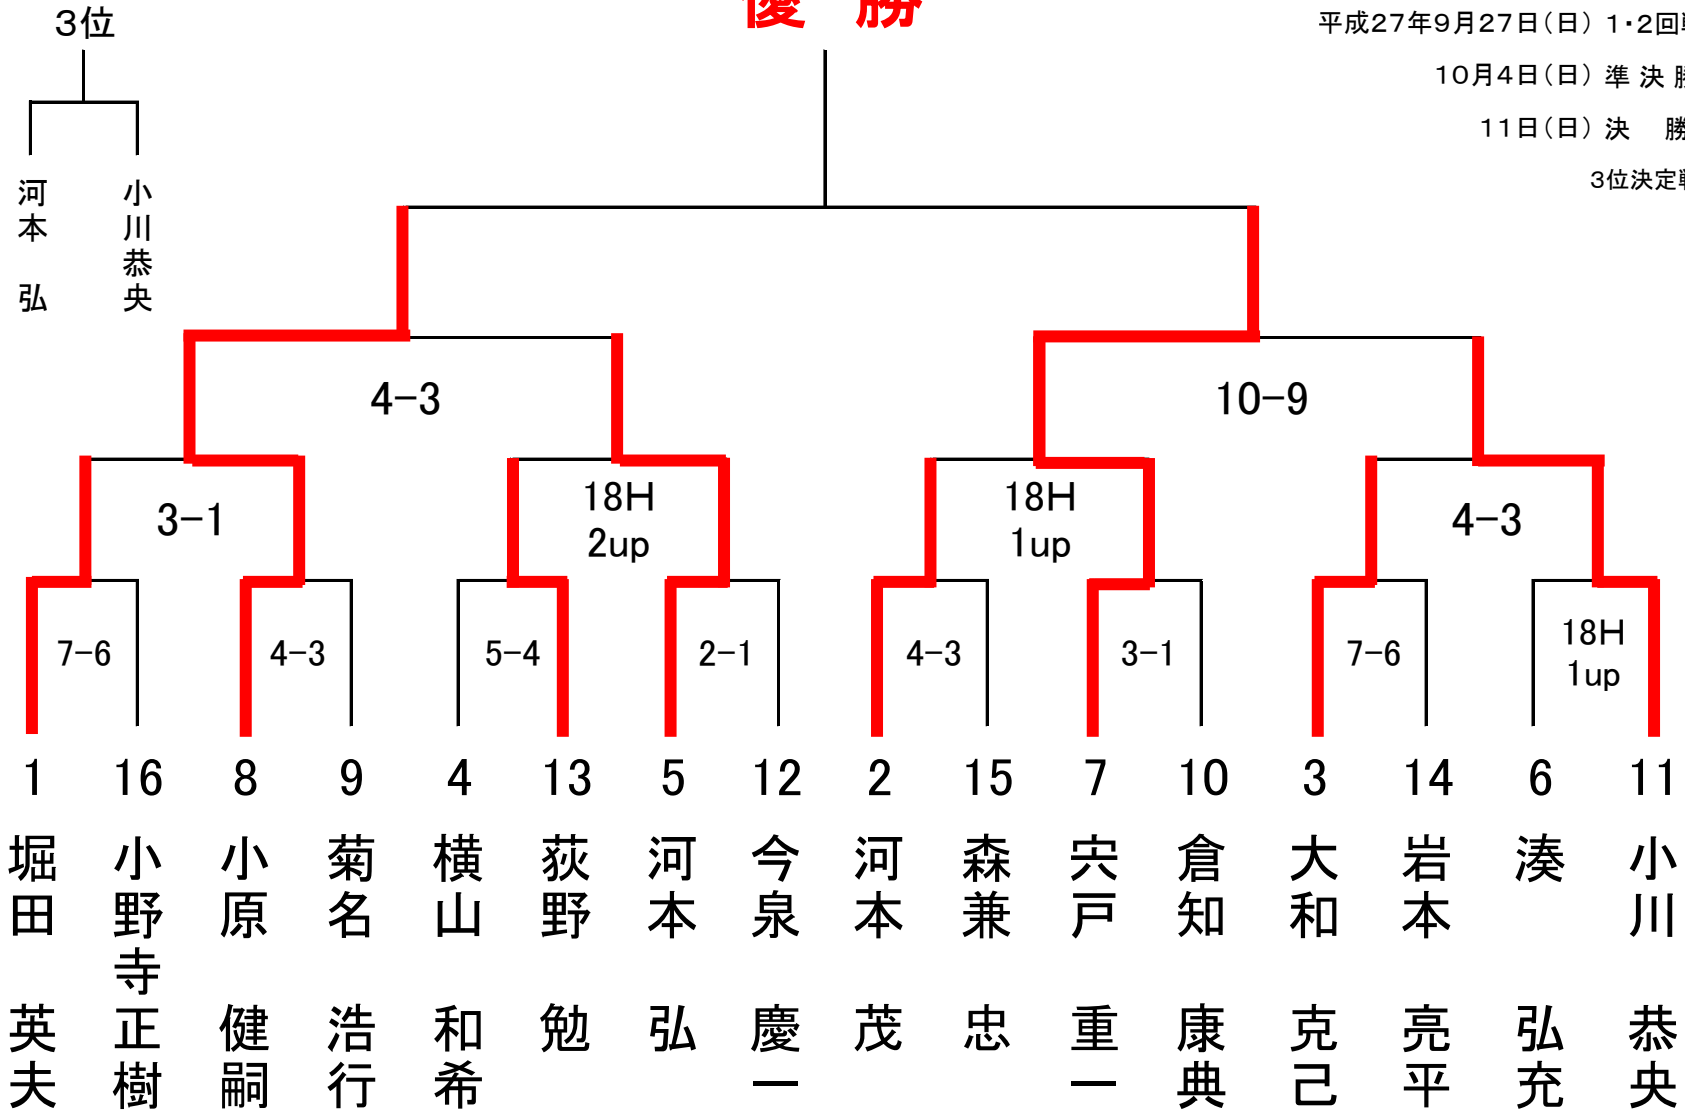 3位
優 勝
平成27年9月27日(日) 1・2回戦
10月4日(日) 準 決 勝
11日(日) 決 勝
3位決定戦
河本 弘
小川恭央
4-3
10-9
3-1
18H
2up
18H
1up
4-3
7-6
4-3
5-4
2-1
4-3
3-1
7-6
18H
1up
1 16 8 9 4 13 5 12 2 15 7 10 3 14 6 11
堀田 英夫
小野寺正樹
小原 健嗣
菊名 浩行
横山 和希
荻野 勉
河本 弘
今泉 慶一
河本 茂
森兼 忠
宍戸 重一
倉知 康典
大和 克己
岩本 亮平
湊 弘充
小川 恭央